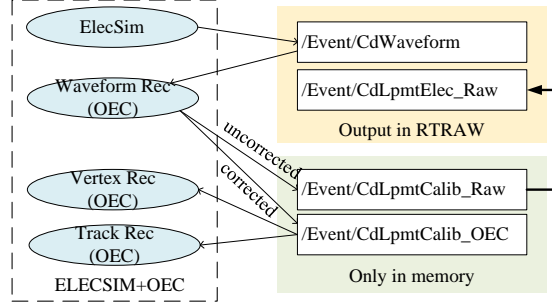 ElecSim
/Event/CdWaveform
Waveform Rec
(OEC)
/Event/CdLpmtElec_Raw
Output in RTRAW
uncorrected
corrected
Vertex Rec
(OEC)
/Event/CdLpmtCalib_Raw
Track Rec
(OEC)
/Event/CdLpmtCalib_OEC
ELECSIM+OEC
Only in memory